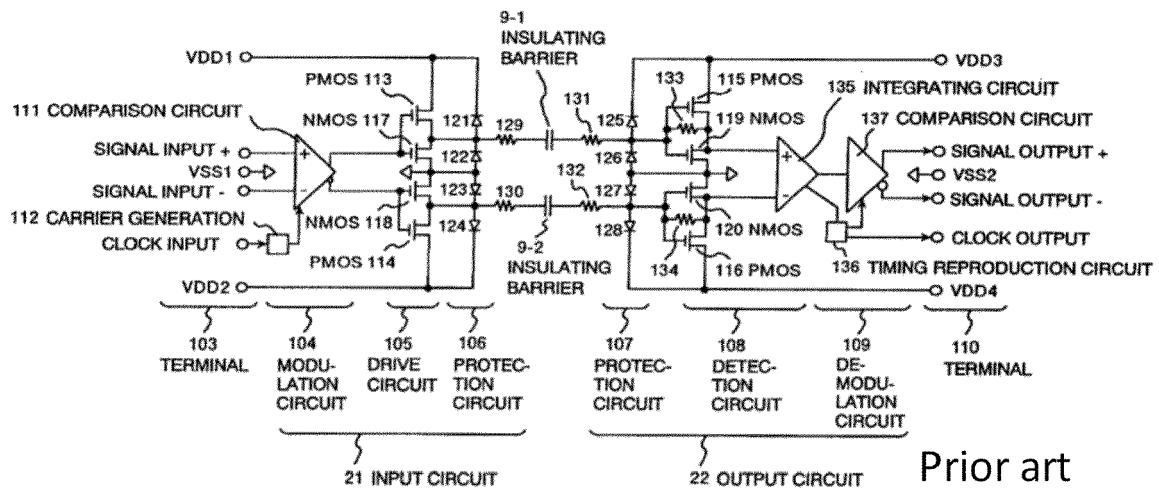 9-1
INSULATING
BARRIER
VDD1
VDD3
PMOS 113
115 PMOS
133
135 INTEGRATING CIRCUIT
111 COMPARISON CIRCUIT
131
NMOS 117
121
129
125
119 NMOS
137 COMPARISON CIRCUIT
SIGNAL INPUT +
+
+
SIGNAL OUTPUT +
VSS1
122
126
VSS2
SIGNAL INPUT -
-
-
SIGNAL OUTPUT -
123
130
132
127
112 CARRIER GENERATION
NMOS 118
124
128
120 NMOS
CLOCK INPUT
CLOCK OUTPUT
PMOS 114
9-2
INSULATING
BARRIER
134
116 PMOS
136 TIMING REPRODUCTION CIRCUIT
VDD2
VDD4
103
TERMINAL
104
MODU-
LATION
CIRCUIT
105
DRIVE
CIRCUIT
106
PROTEC-
TION
CIRCUIT
107
PROTEC-
TION
CIRCUIT
108
DETEC-
TION
CIRCUIT
109
DE-
MODU-
LATION
CIRCUIT
110
TERMINAL
21 INPUT CIRCUIT
22 OUTPUT CIRCUIT
Prior art